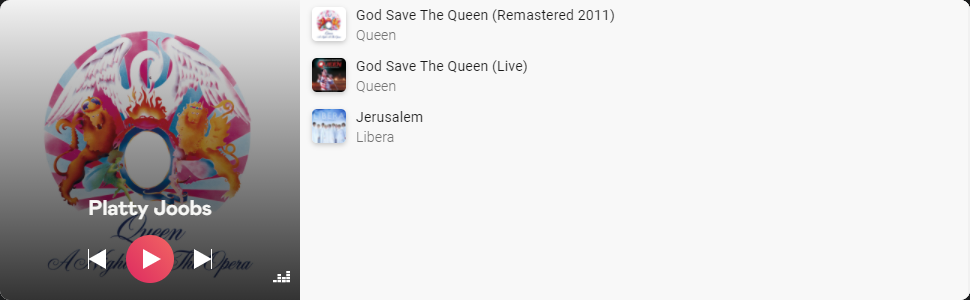 Platty Joobs
Queen
A Night At The Opera
God Save The Queen (Remastered 2011)
Queen
God Save The Queen (Live)
Queen
Jerusalem
Libera